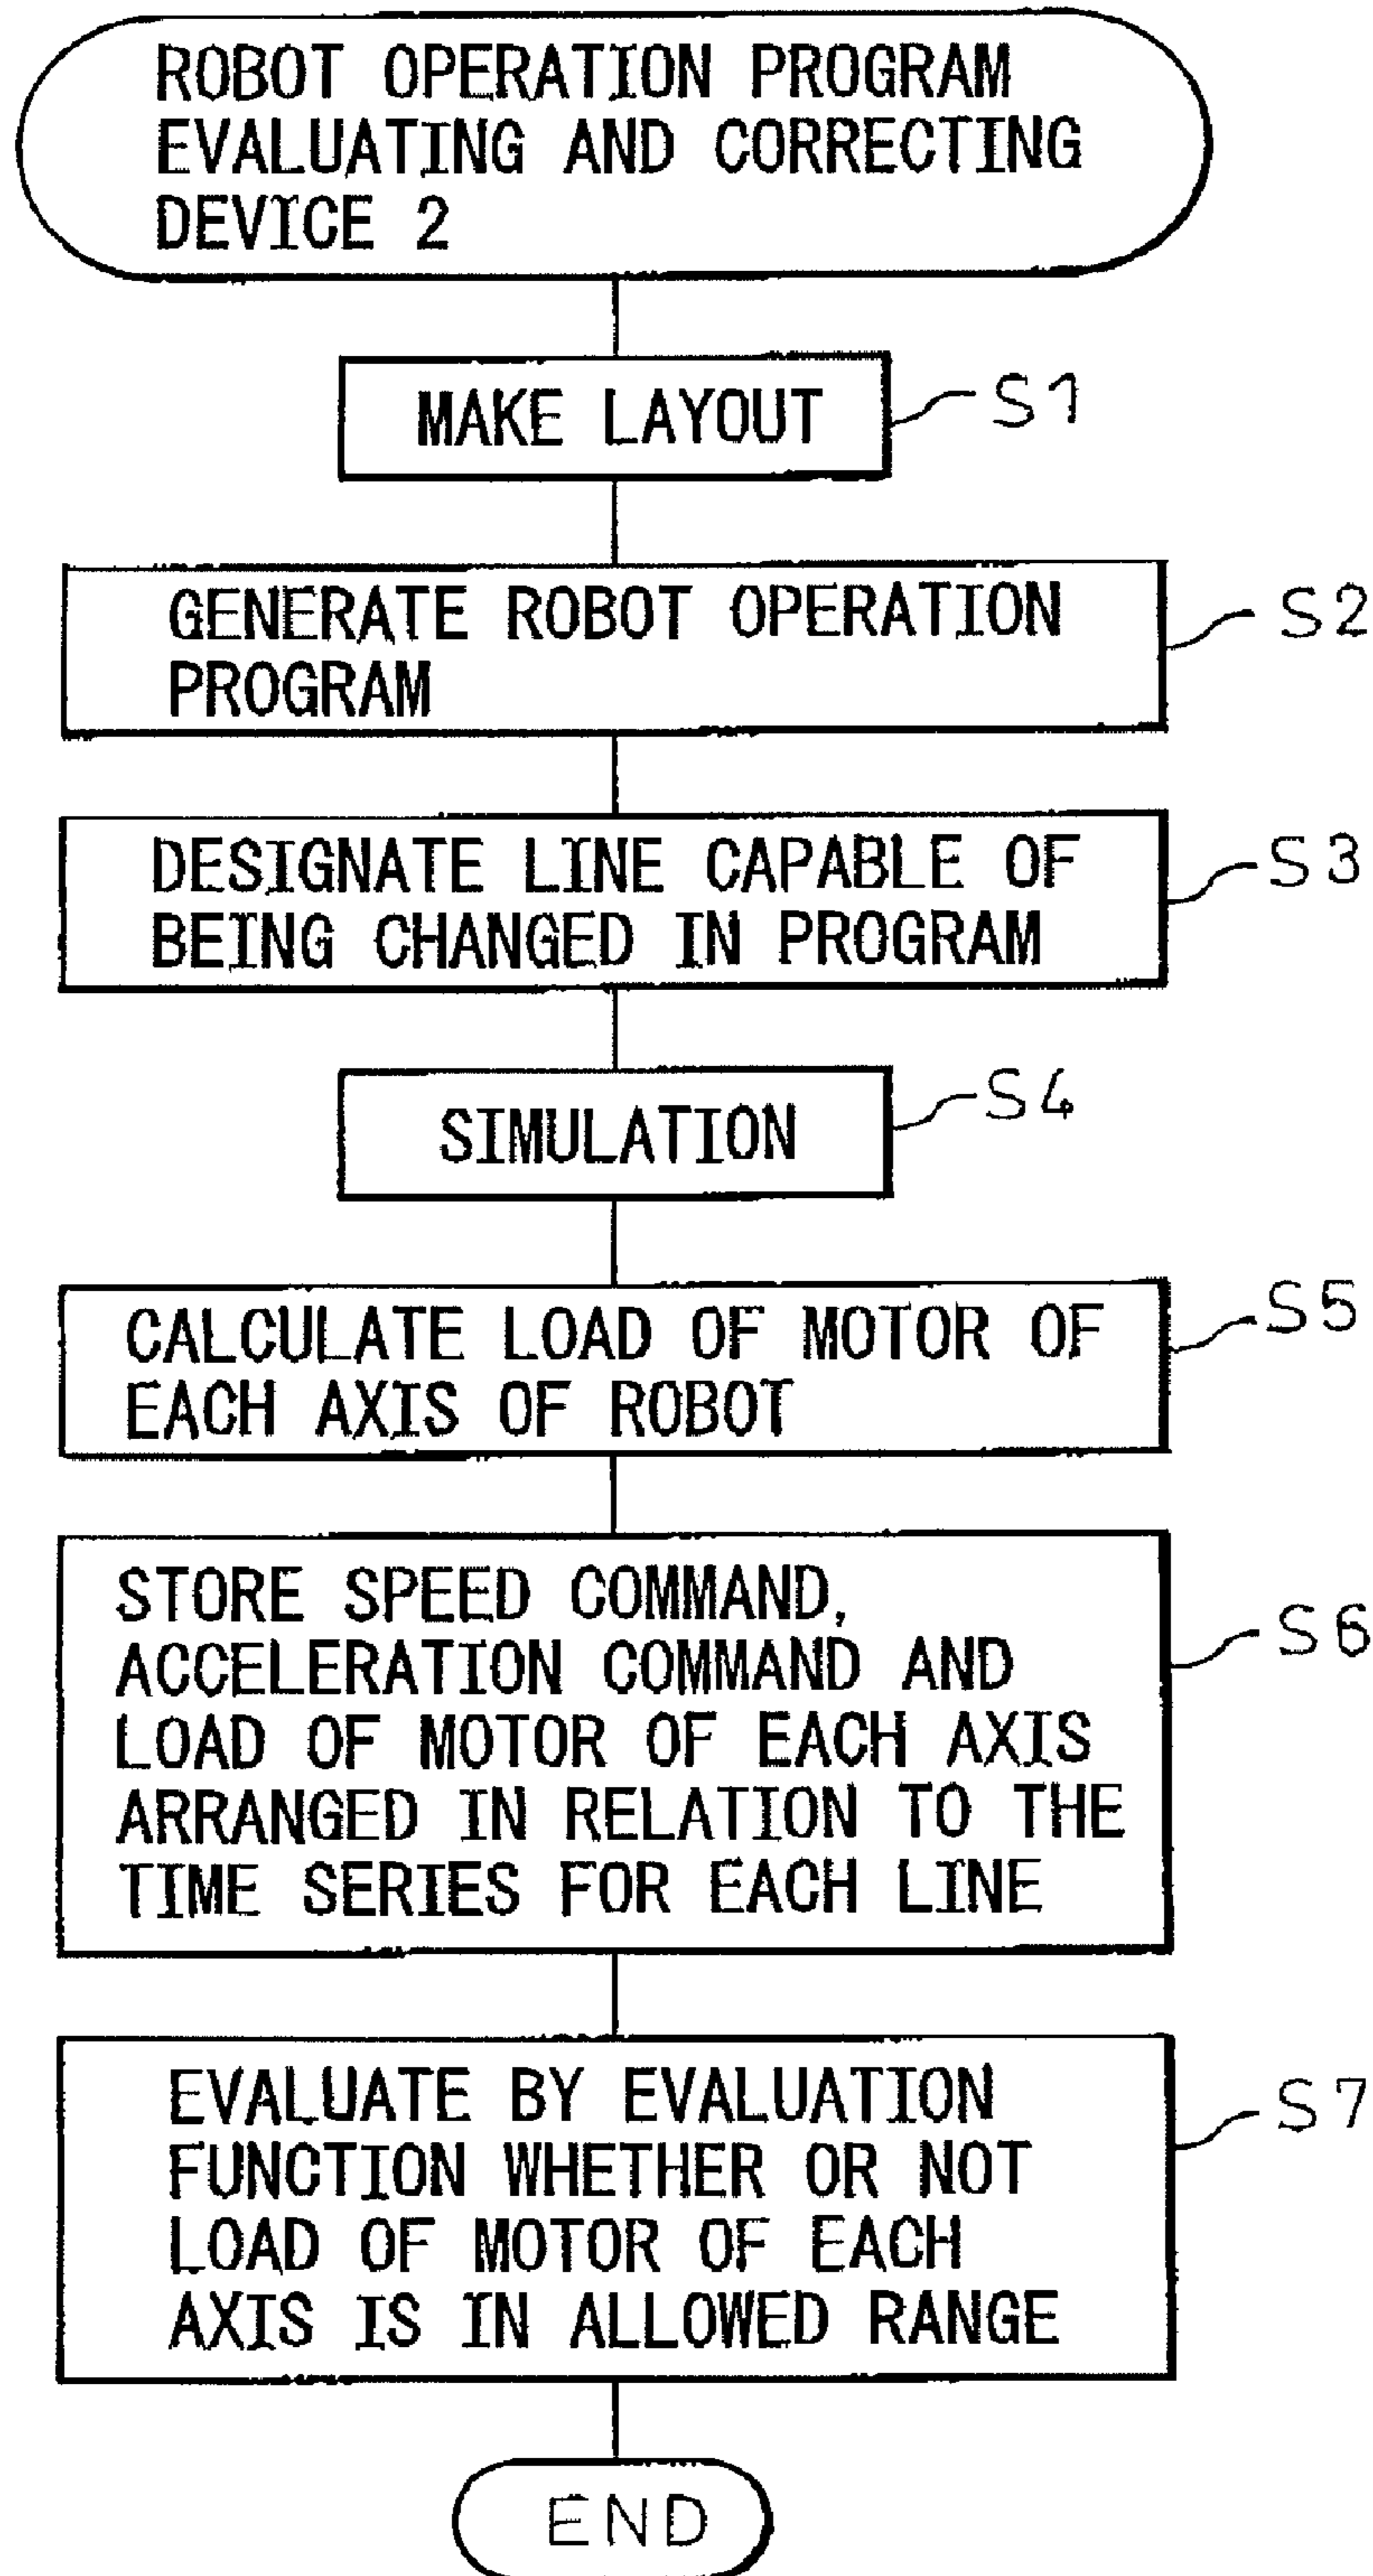 ROBOT OPERATION PROGRAM
EVALUATING AND CORRECTING
DEVICE 2
MAKE LAYOUT
S1
GENERATE ROBOT OPERATION
PROGRAM
S2
DESIGNATE LINE CAPABLE OF
BEING CHANGED IN PROGRAM
S3
SIMULATION
S4
CALCULATE LOAD OF MOTOR OF
EACH AXIS OF ROBOT
S5
STORE SPEED COMMAND,
ACCELERATION COMMAND AND
LOAD OF MOTOR OF EACH AXIS
ARRANGED IN RELATION TO THE
TIME SERIES FOR EACH LINE
S6
EVALUATE BY EVALUATION
FUNCTION WHETHER OR NOT
LOAD OF MOTOR OF EACH
AXIS IS IN ALLOWED RANGE
S7
END